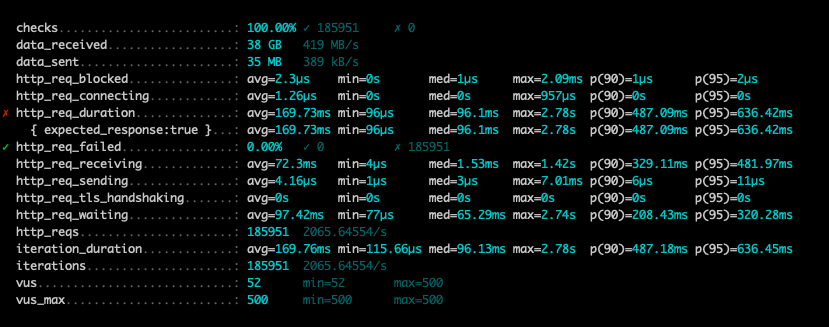 checks.........................: 100.00% ✓ 185951 ✗ 0
data_received..................: 38 GB 419 MB/s
data_sent......................: 35 MB 389 kB/s
http_req_blocked...............: avg=2.3µs min=0s med=1µs max=2.09ms p(90)=1µs p(95)=2µs
http_req_connecting............: avg=1.26µs min=0s med=0s max=957µs p(90)=0s p(95)=0s
✗ http_req_duration..............: avg=169.73ms min=96µs med=96.1ms max=2.78s p(90)=487.09ms p(95)=636.42ms
{ expected_response:true }...: avg=169.73ms min=96µs med=96.1ms max=2.78s p(90)=487.09ms p(95)=636.42ms
✓ http_req_failed................: 0.00% ✓ 0 ✗ 185951
http_req_receiving.............: avg=72.3ms min=4µs med=1.53ms max=1.42s p(90)=329.11ms p(95)=481.97ms
http_req_sending...............: avg=4.16µs min=1µs med=3µs max=7.01ms p(90)=6µs p(95)=11µs
http_req_tls_handshaking.......: avg=0s min=0s med=0s max=0s p(90)=0s p(95)=0s
http_req_waiting...............: avg=97.42ms min=77µs med=65.29ms max=2.74s p(90)=208.43ms p(95)=320.28ms
http_reqs......................: 185951 2065.64554/s
iteration_duration.............: avg=169.76ms min=115.66µs med=96.13ms max=2.78s p(90)=487.18ms p(95)=636.45ms
iterations.....................: 185951 2065.64554/s
vus............................: 52 min=52 max=500
vus_max........................: 500 min=500 max=500